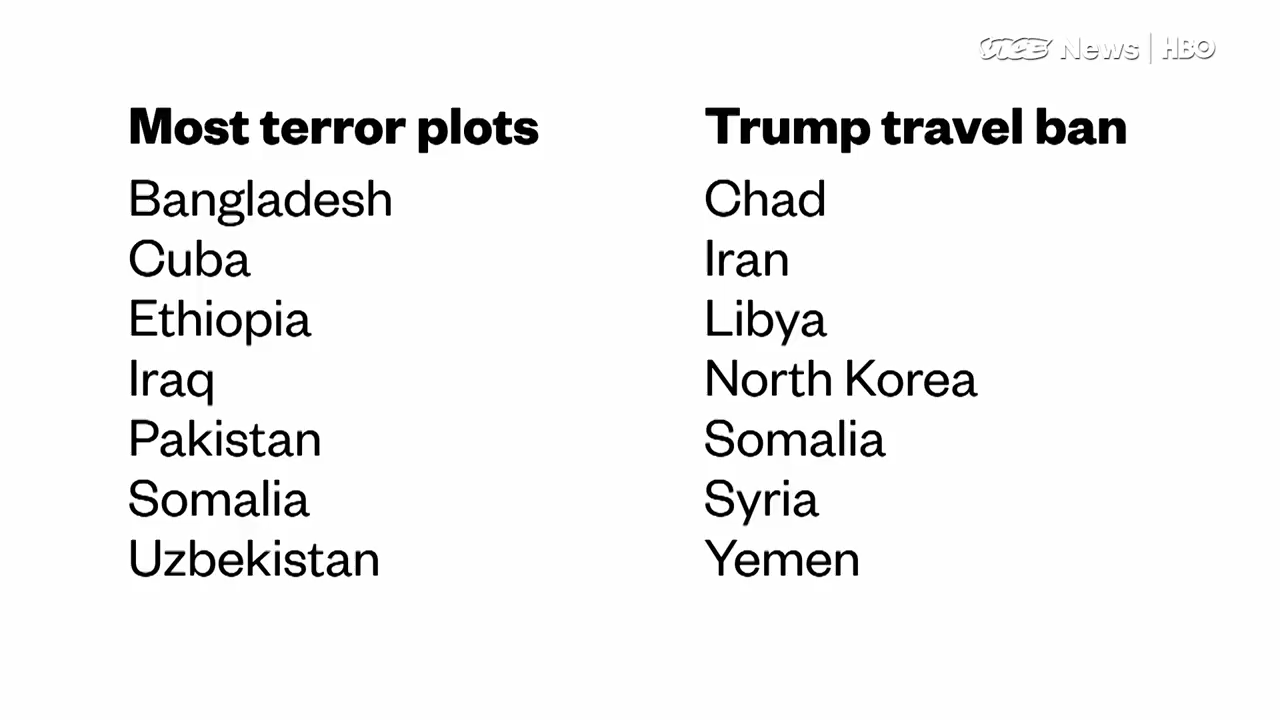 VICE News | HBO
Most terror plots
Bangladesh
Cuba
Ethiopia
Iraq
Pakistan
Somalia
Uzbekistan
Trump travel ban
Chad
Iran
Libya
North Korea
Somalia
Syria
Yemen